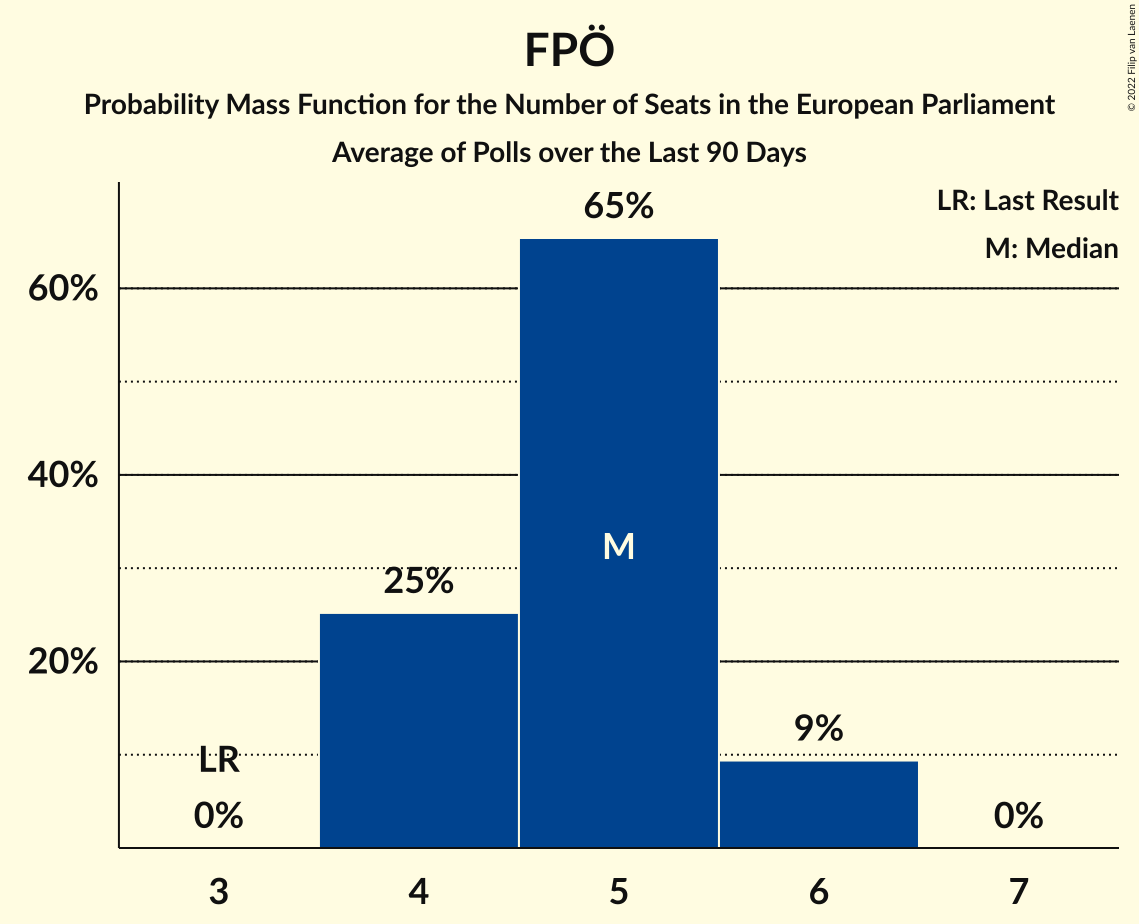 FPÖ
Probability Mass Function for the Number of Seats in the European Parliament
Average of Polls over the Last 90 Days
© 2022 Filip van Laenen
LR: Last Result
M: Median
65%
60%
40%
M
25%
20%
9%
LR
0%
0%
3
4
5
6
7